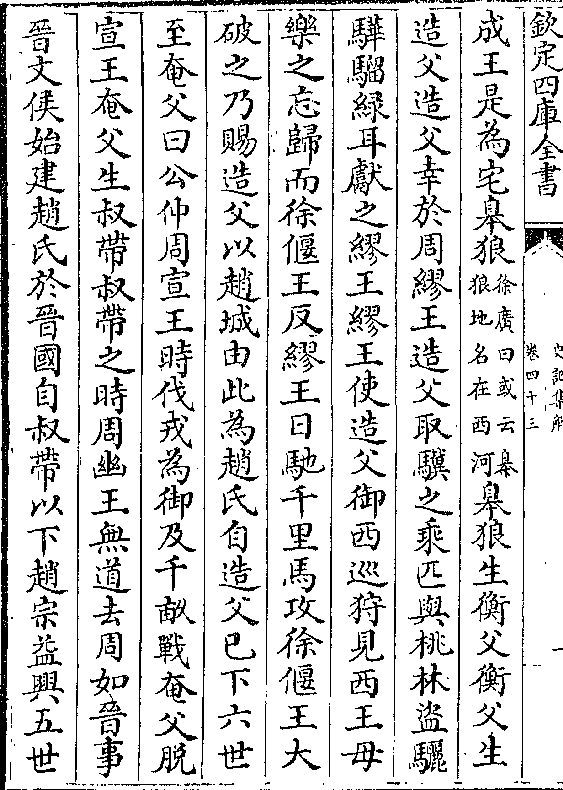 欽定四庫全書
史記集解
卷四十三
一
成王是為宅臯狼徐廣曰或云臯狼地名在西河臯狼生衡父衡父生
造父造父幸於周繆王造父取驥之乘匹與桃林盜驪
驊騮緑耳獻之繆王繆王使造父御西巡狩見西王母
樂之忘歸而徐偃王反繆王日馳千里馬攻徐偃王大
破之乃賜造父以趙城由此為趙氏自造父已下六世
至奄父曰公仲周宣王時伐戎為御及千畝戰奄父脱
宣王奄父生叔帶叔帶之時周幽王無道去周如晉事
晉文侯始建趙氏於晉國自叔帶以下趙宗益興五世